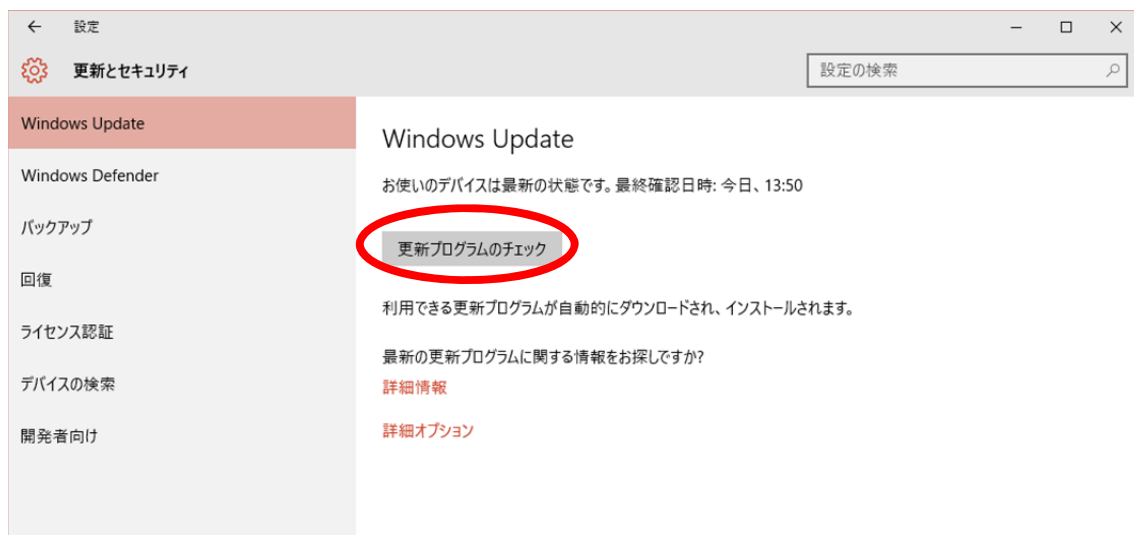 設定
更新とセキュリティ
設定の検索
Windows Update
Windows Defender
バックアップ
回復
ライセンス認証
デバイスの検索
開発者向け
Windows Update
お使いのデバイスは最新の状態です。最終確認日時: 今日、13:50
更新プログラムのチェック
利用できる更新プログラムが自動的にダウンロードされ、インストールされます。
最新の更新プログラムに関する情報をお探しですか?
詳細情報
詳細オプション